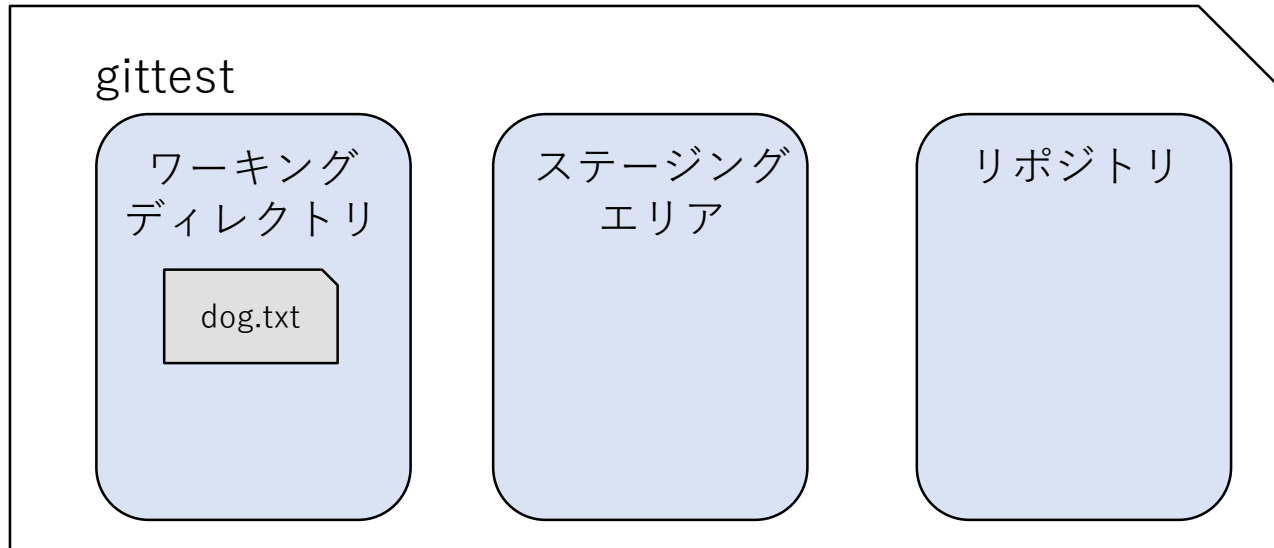 gittest
ワーキング
ディレクトリ
dog.txt
ステージング
エリア
リポジトリ